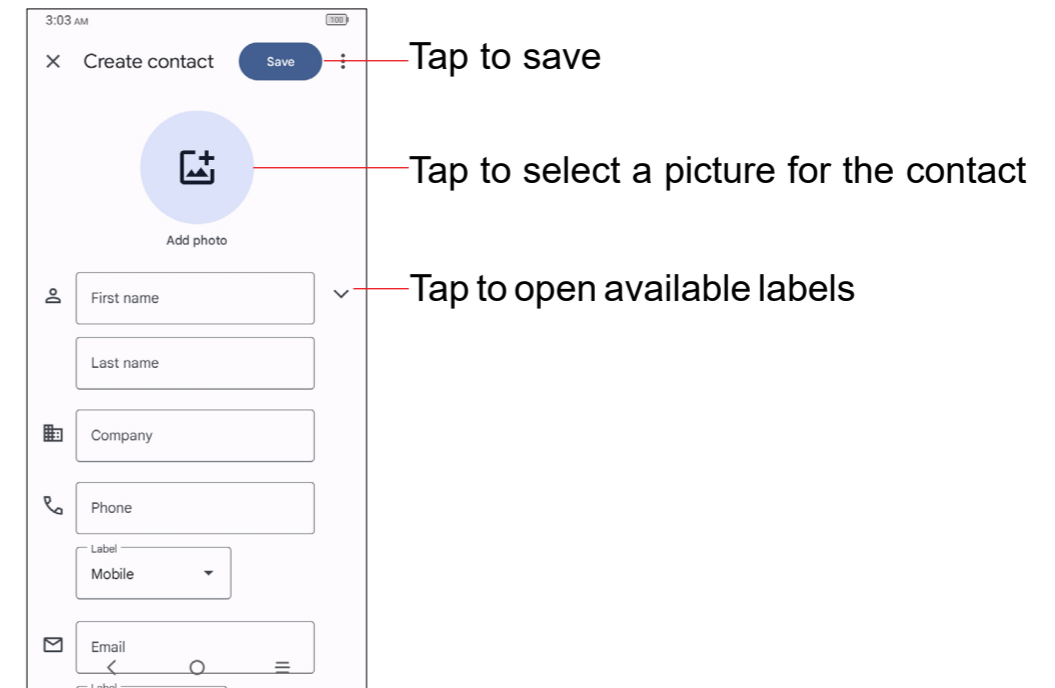 3:03 AM
100
Create contact
Save
Tap to save
Tap to select a picture for the contact
Add photo
First name
Tap to open available labels
Last name
Company
Phone
Label
Mobile
Email
Label